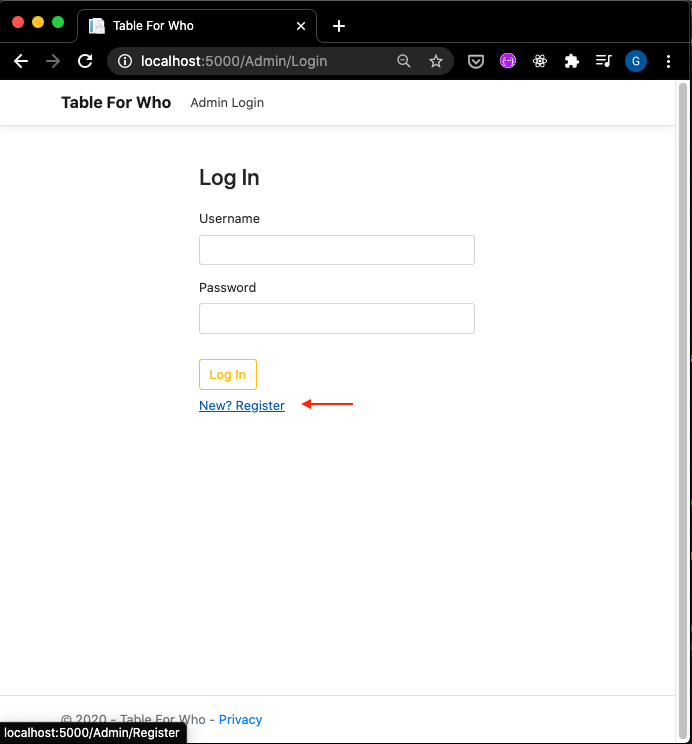 Table For Who
localhost:5000/Admin/Login
G
Table For Who Admin Login
Log In
Username
Password
Log In
New? Register
© 2020 - Table For Who - Privacy
localhost:5000/Admin/Register